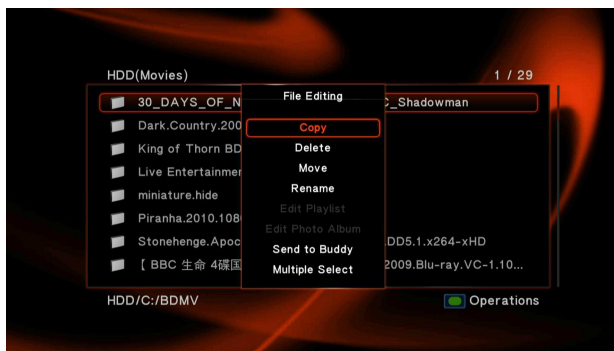 HDD(Movies) 1 / 29
30_DAYS_OF_N C_Shadowman
Dark.Country.200
King of Thorn BD
Live Entertainmen
miniature.hide
Piranha.2010.108
Stonehenge.Apoc .DD5.1.x264-xHD
【 BBC 生命 4碟国 2009.Blu-ray.VC-1.10...
File Editing
Copy
Delete
Move
Rename
Edit Playlist
Edit Photo Album
Send to Buddy
Multiple Select
HDD/C:/BDMV Operations